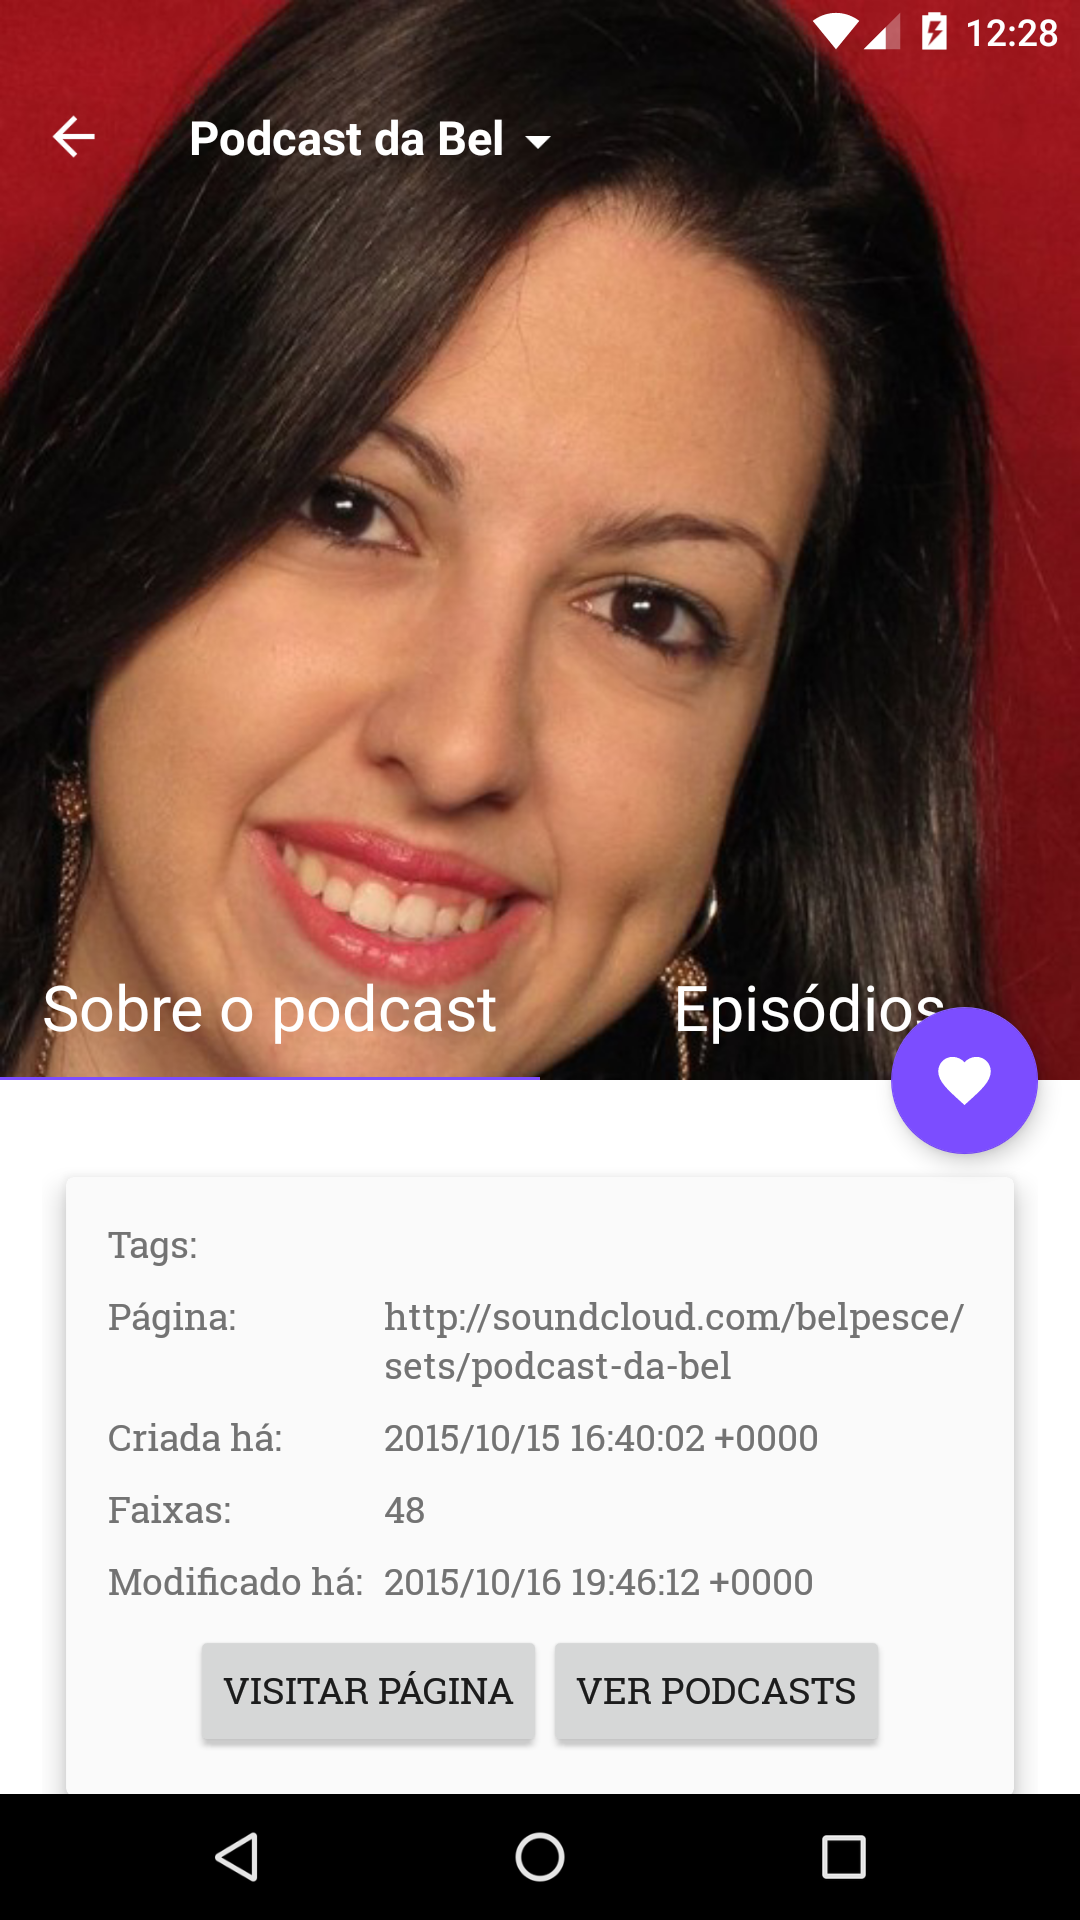 12:28
Podcast da Bel
Sobre o podcast
Episódios
Tags:
Página:
http://soundcloud.com/belpesce/
sets/podcast-da-bel
Criada há:
2015/10/15 16:40:02 +0000
Faixas:
48
Modificado há:
2015/10/16 19:46:12 +0000
VISITAR PÁGINA
VER PODCASTS